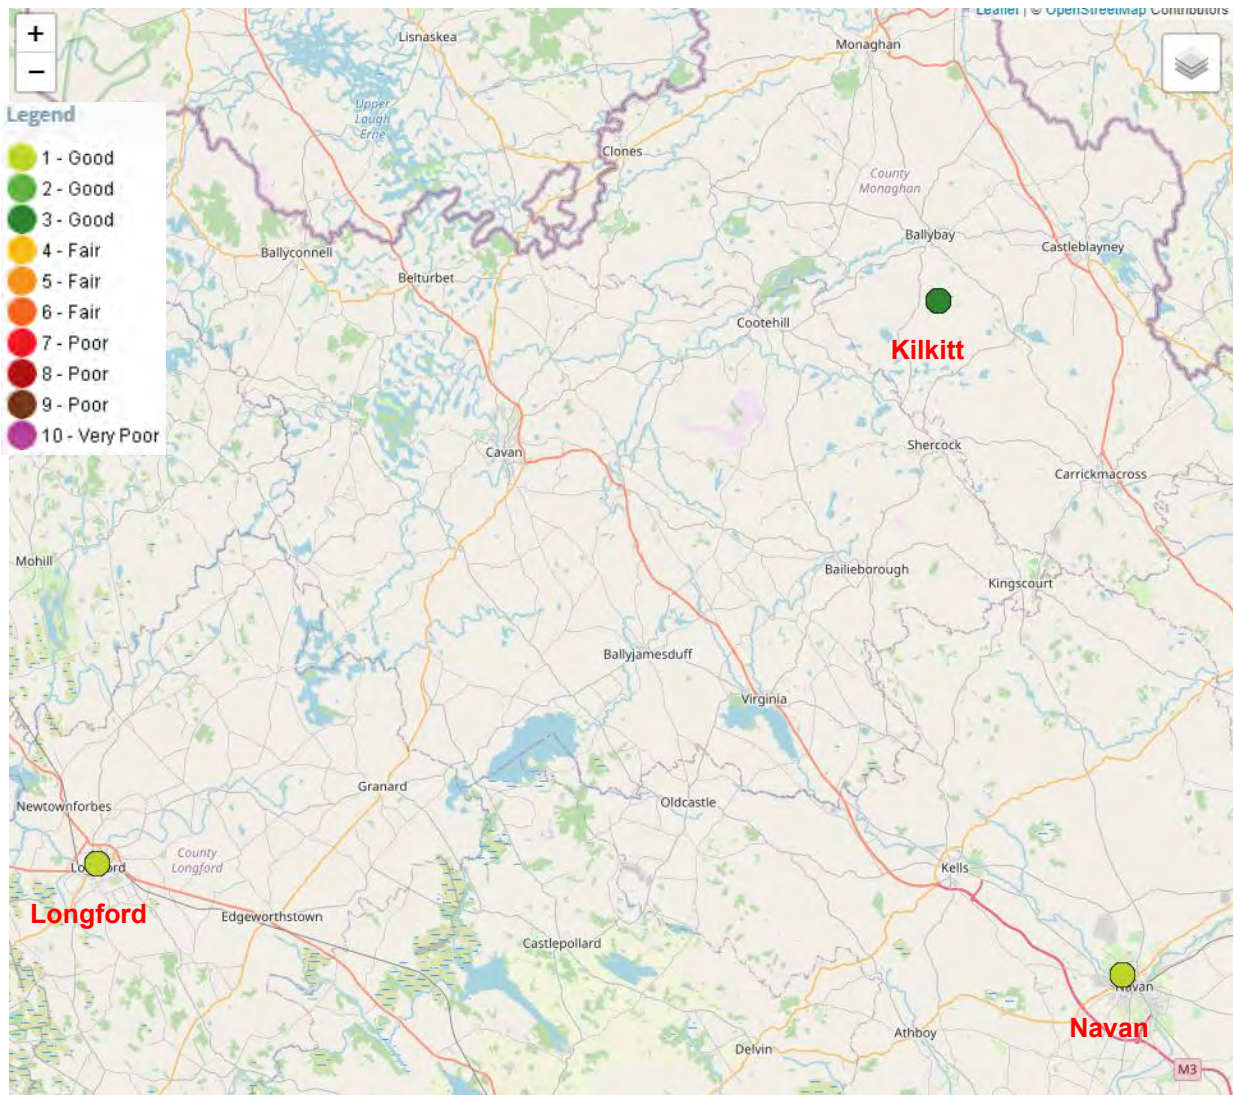 Leaflet | © OpenStreetMap Contributors
+
−
Lisnaskea
Monaghan
Upper
Lough
Erne
Legend
1 - Good
2 - Good
3 - Good
4 - Fair
5 - Fair
6 - Fair
7 - Poor
8 - Poor
9 - Poor
10 - Very Poor
Clones
County
Monaghan
Ballybay
Castleblayney
Ballyconnell
Belturbet
Cootehill
Kilkitt
Shercock
Cavan
Carrickmacross
Mohill
Bailieborough
Kingscourt
Ballyjamesduff
Virginia
Granard
Newtownforbes
Oldcastle
County
Longford
Longford
Kells
Longford
Edgeworthstown
Castlepollard
Navan
Navan
Athboy
Delvin
M3